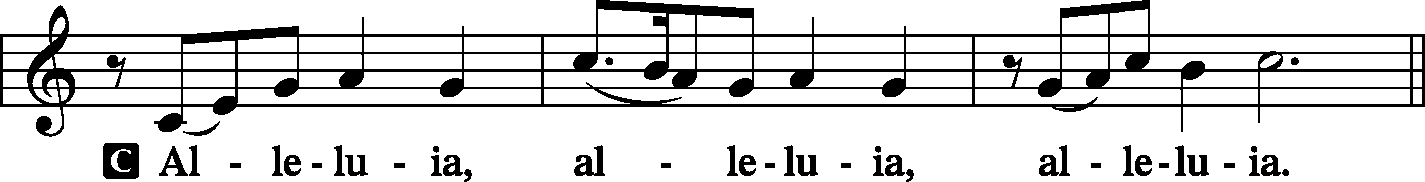 C Al - le - lu - ia, al - le - lu - ia, al - le - lu - ia.